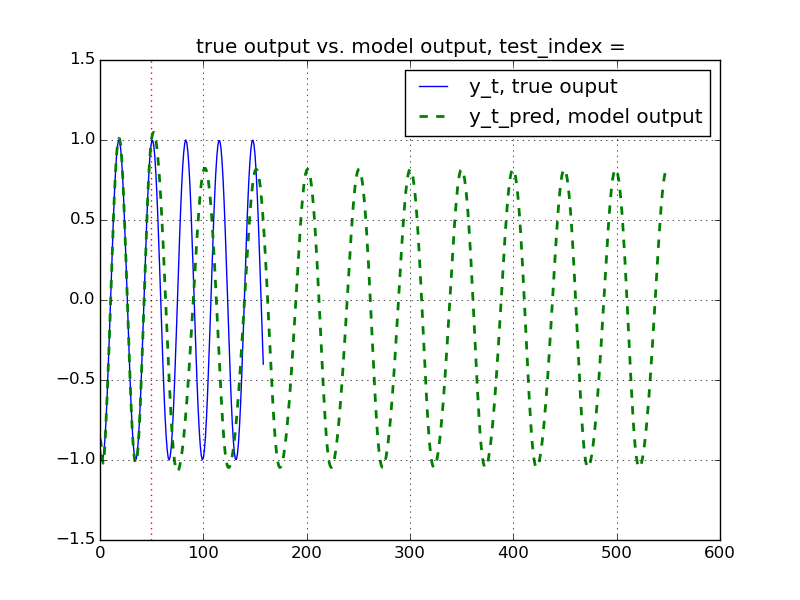 true output vs. model output, test_index =
y_t, true ouput
y_t_pred, model output
1.5
1.0
0.5
0.0
−0.5
−1.0
−1.5
0 100 200 300 400 500 600